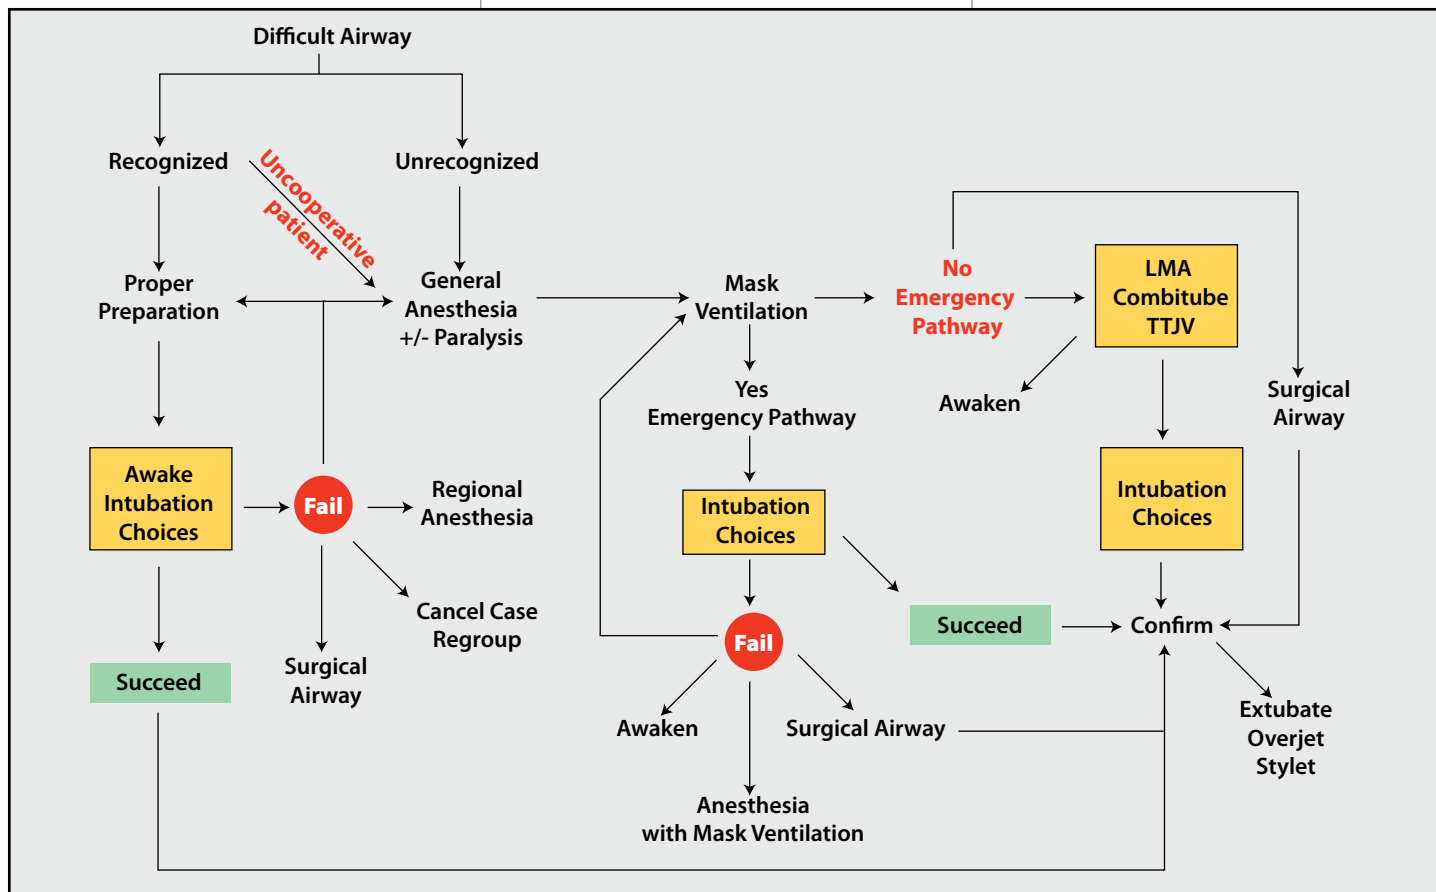 Difficult Airway
Recognized
Unrecognized
Uncooperative
patient
Proper
Preparation
General
Anesthesia
+/- Paralysis
Mask
Ventilation
No
Emergency
Pathway
LMA
Combitube
TTJV
Awaken
Surgical
Airway
Yes
Emergency Pathway
Awake
Intubation
Choices
Fail
Regional
Anesthesia
Intubation
Choices
Intubation
Choices
Cancel Case
Regroup
Succeed
Surgical
Airway
Fail
Succeed
Confirm
Awaken
Surgical Airway
Extubate
Overjet
Stylet
Anesthesia
with Mask Ventilation